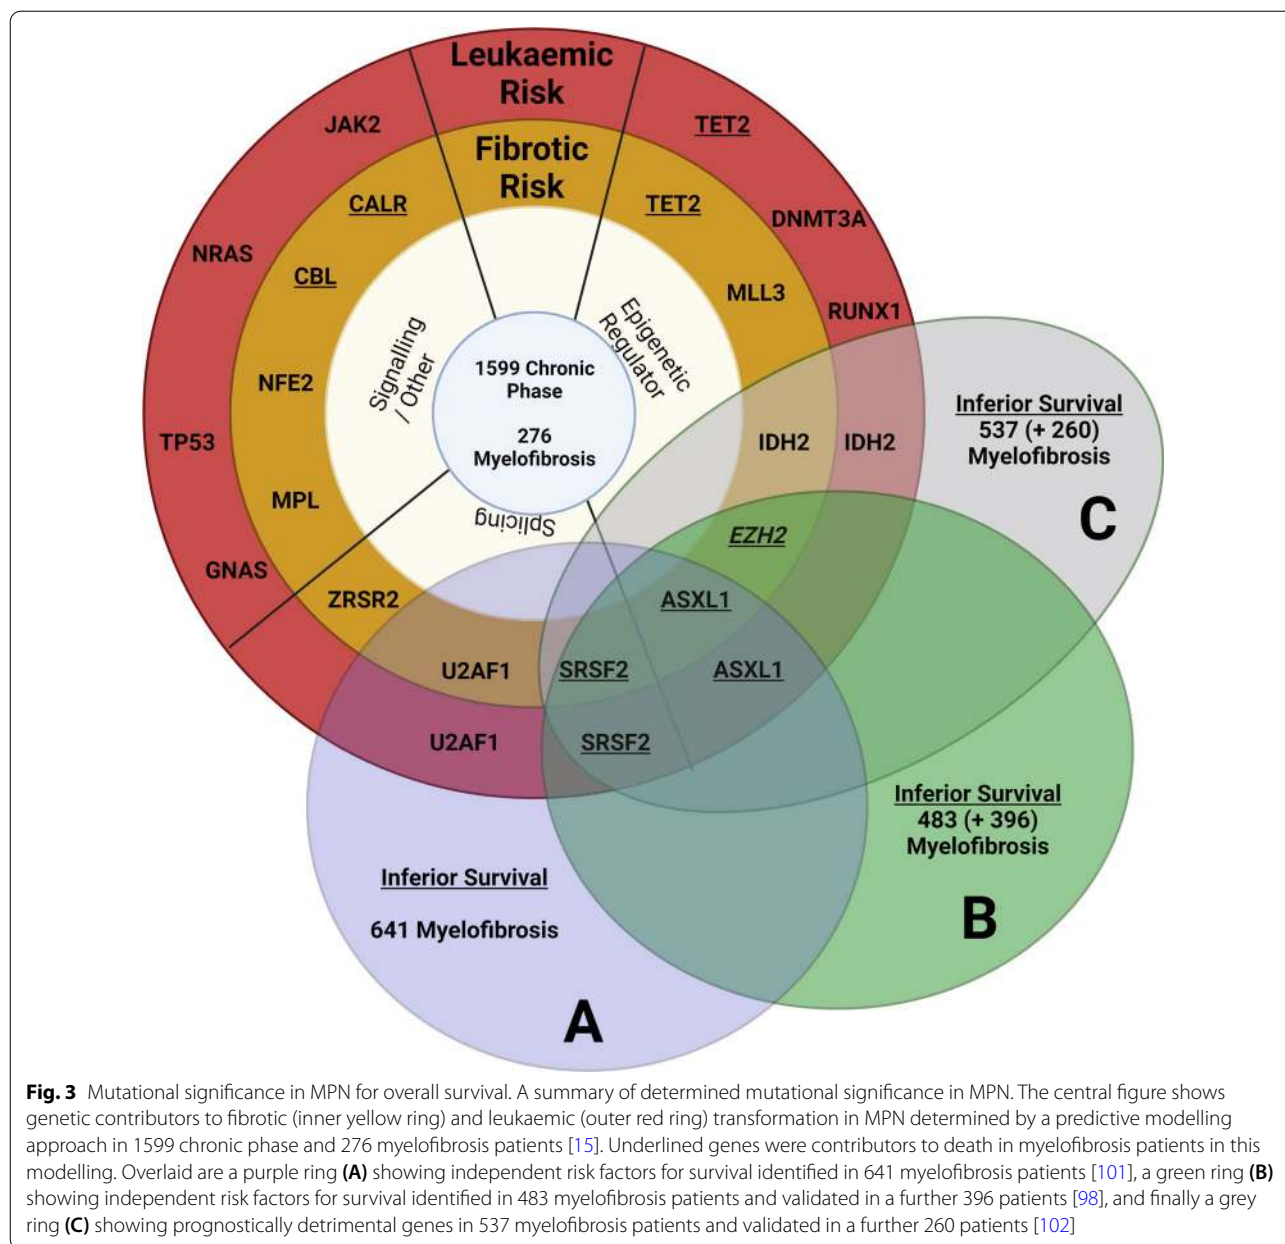 Leukaemic
Risk
Fibrotic
Risk
JAK2
TET2
CALR
TET2
DNMT3A
NRAS
CBL
MLL3
RUNX1
Epigenetic
Regulator
Signalling
/ Other
1599 Chronic
Phase
276
Myelofibrosis
NFE2
TP53
IDH2
IDH2
Inferior Survival
537 (+ 260)
Myelofibrosis
C
MPL
Splicing
EZH2
GNAS
ZRSR2
ASXL1
U2AF1
SRSF2
ASXL1
U2AF1
SRSF2
Inferior Survival
483 (+ 396)
Myelofibrosis
B
Inferior Survival
641 Myelofibrosis
A
Fig. 3 Mutational significance in MPN for overall survival. A summary of determined mutational significance in MPN. The central figure shows
genetic contributors to fibrotic (inner yellow ring) and leukaemic (outer red ring) transformation in MPN determined by a predictive modelling
approach in 1599 chronic phase and 276 myelofibrosis patients [15]. Underlined genes were contributors to death in myelofibrosis patients in this
modelling. Overlaid are a purple ring (A) showing independent risk factors for survival identified in 641 myelofibrosis patients [101], a green ring (B)
showing independent risk factors for survival identified in 483 myelofibrosis patients and validated in a further 396 patients [98], and finally a grey
ring (C) showing prognostically detrimental genes in 537 myelofibrosis patients and validated in a further 260 patients [102]